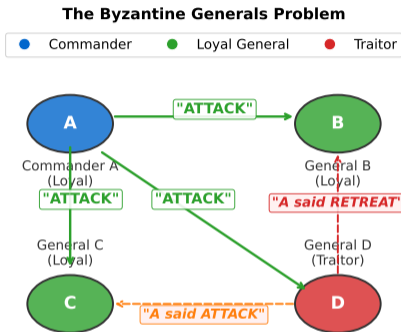 The Byzantine Generals Problem
Commander
Loyal General
Traitor
A
"ATTACK"
B
Commander A
(Loyal)
General B
(Loyal)
"ATTACK"
"ATTACK"
"A said RETREAT"
General C
(Loyal)
General D
(Traitor)
C
"A said ATTACK"
D